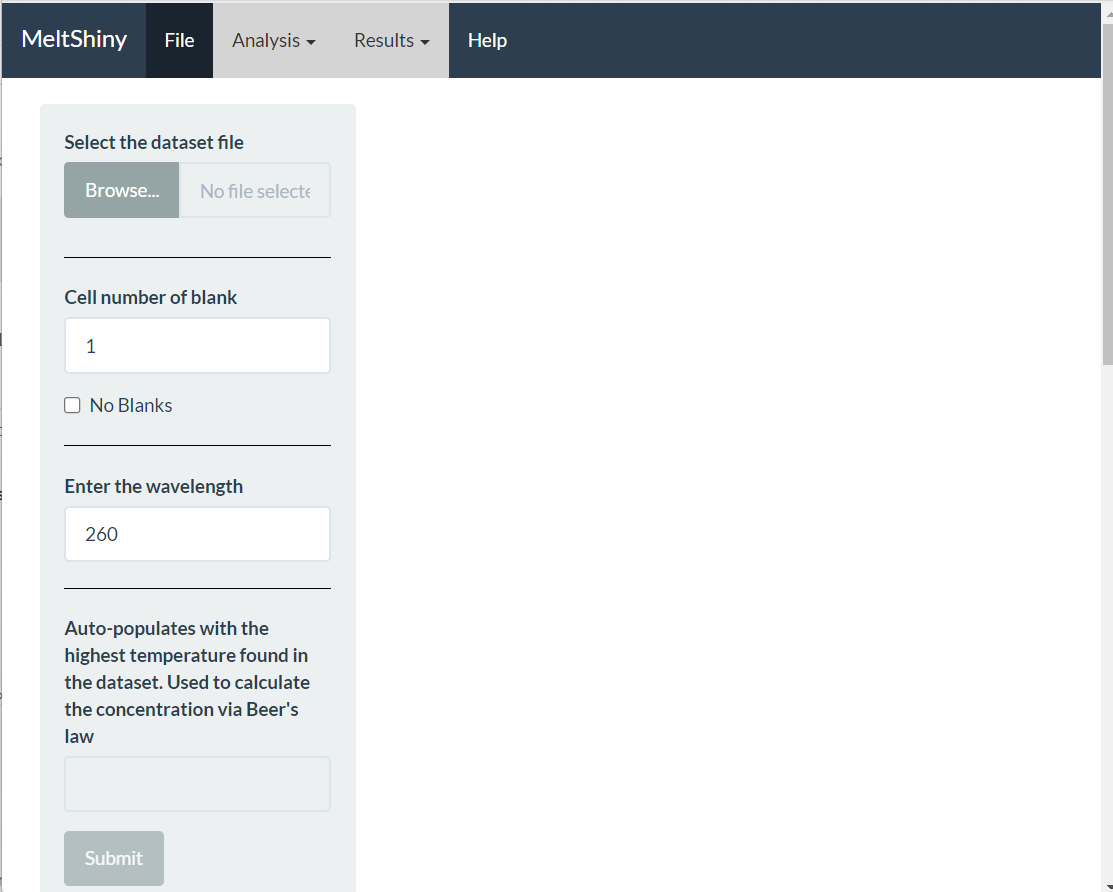 MeltShiny File Analysis Results Help
Select the dataset file
Browse... No file selecte
Cell number of blank
1
No Blanks
Enter the wavelength
260
Auto-populates with the
highest temperature found in
the dataset. Used to calculate
the concentration via Beer's
law
Submit